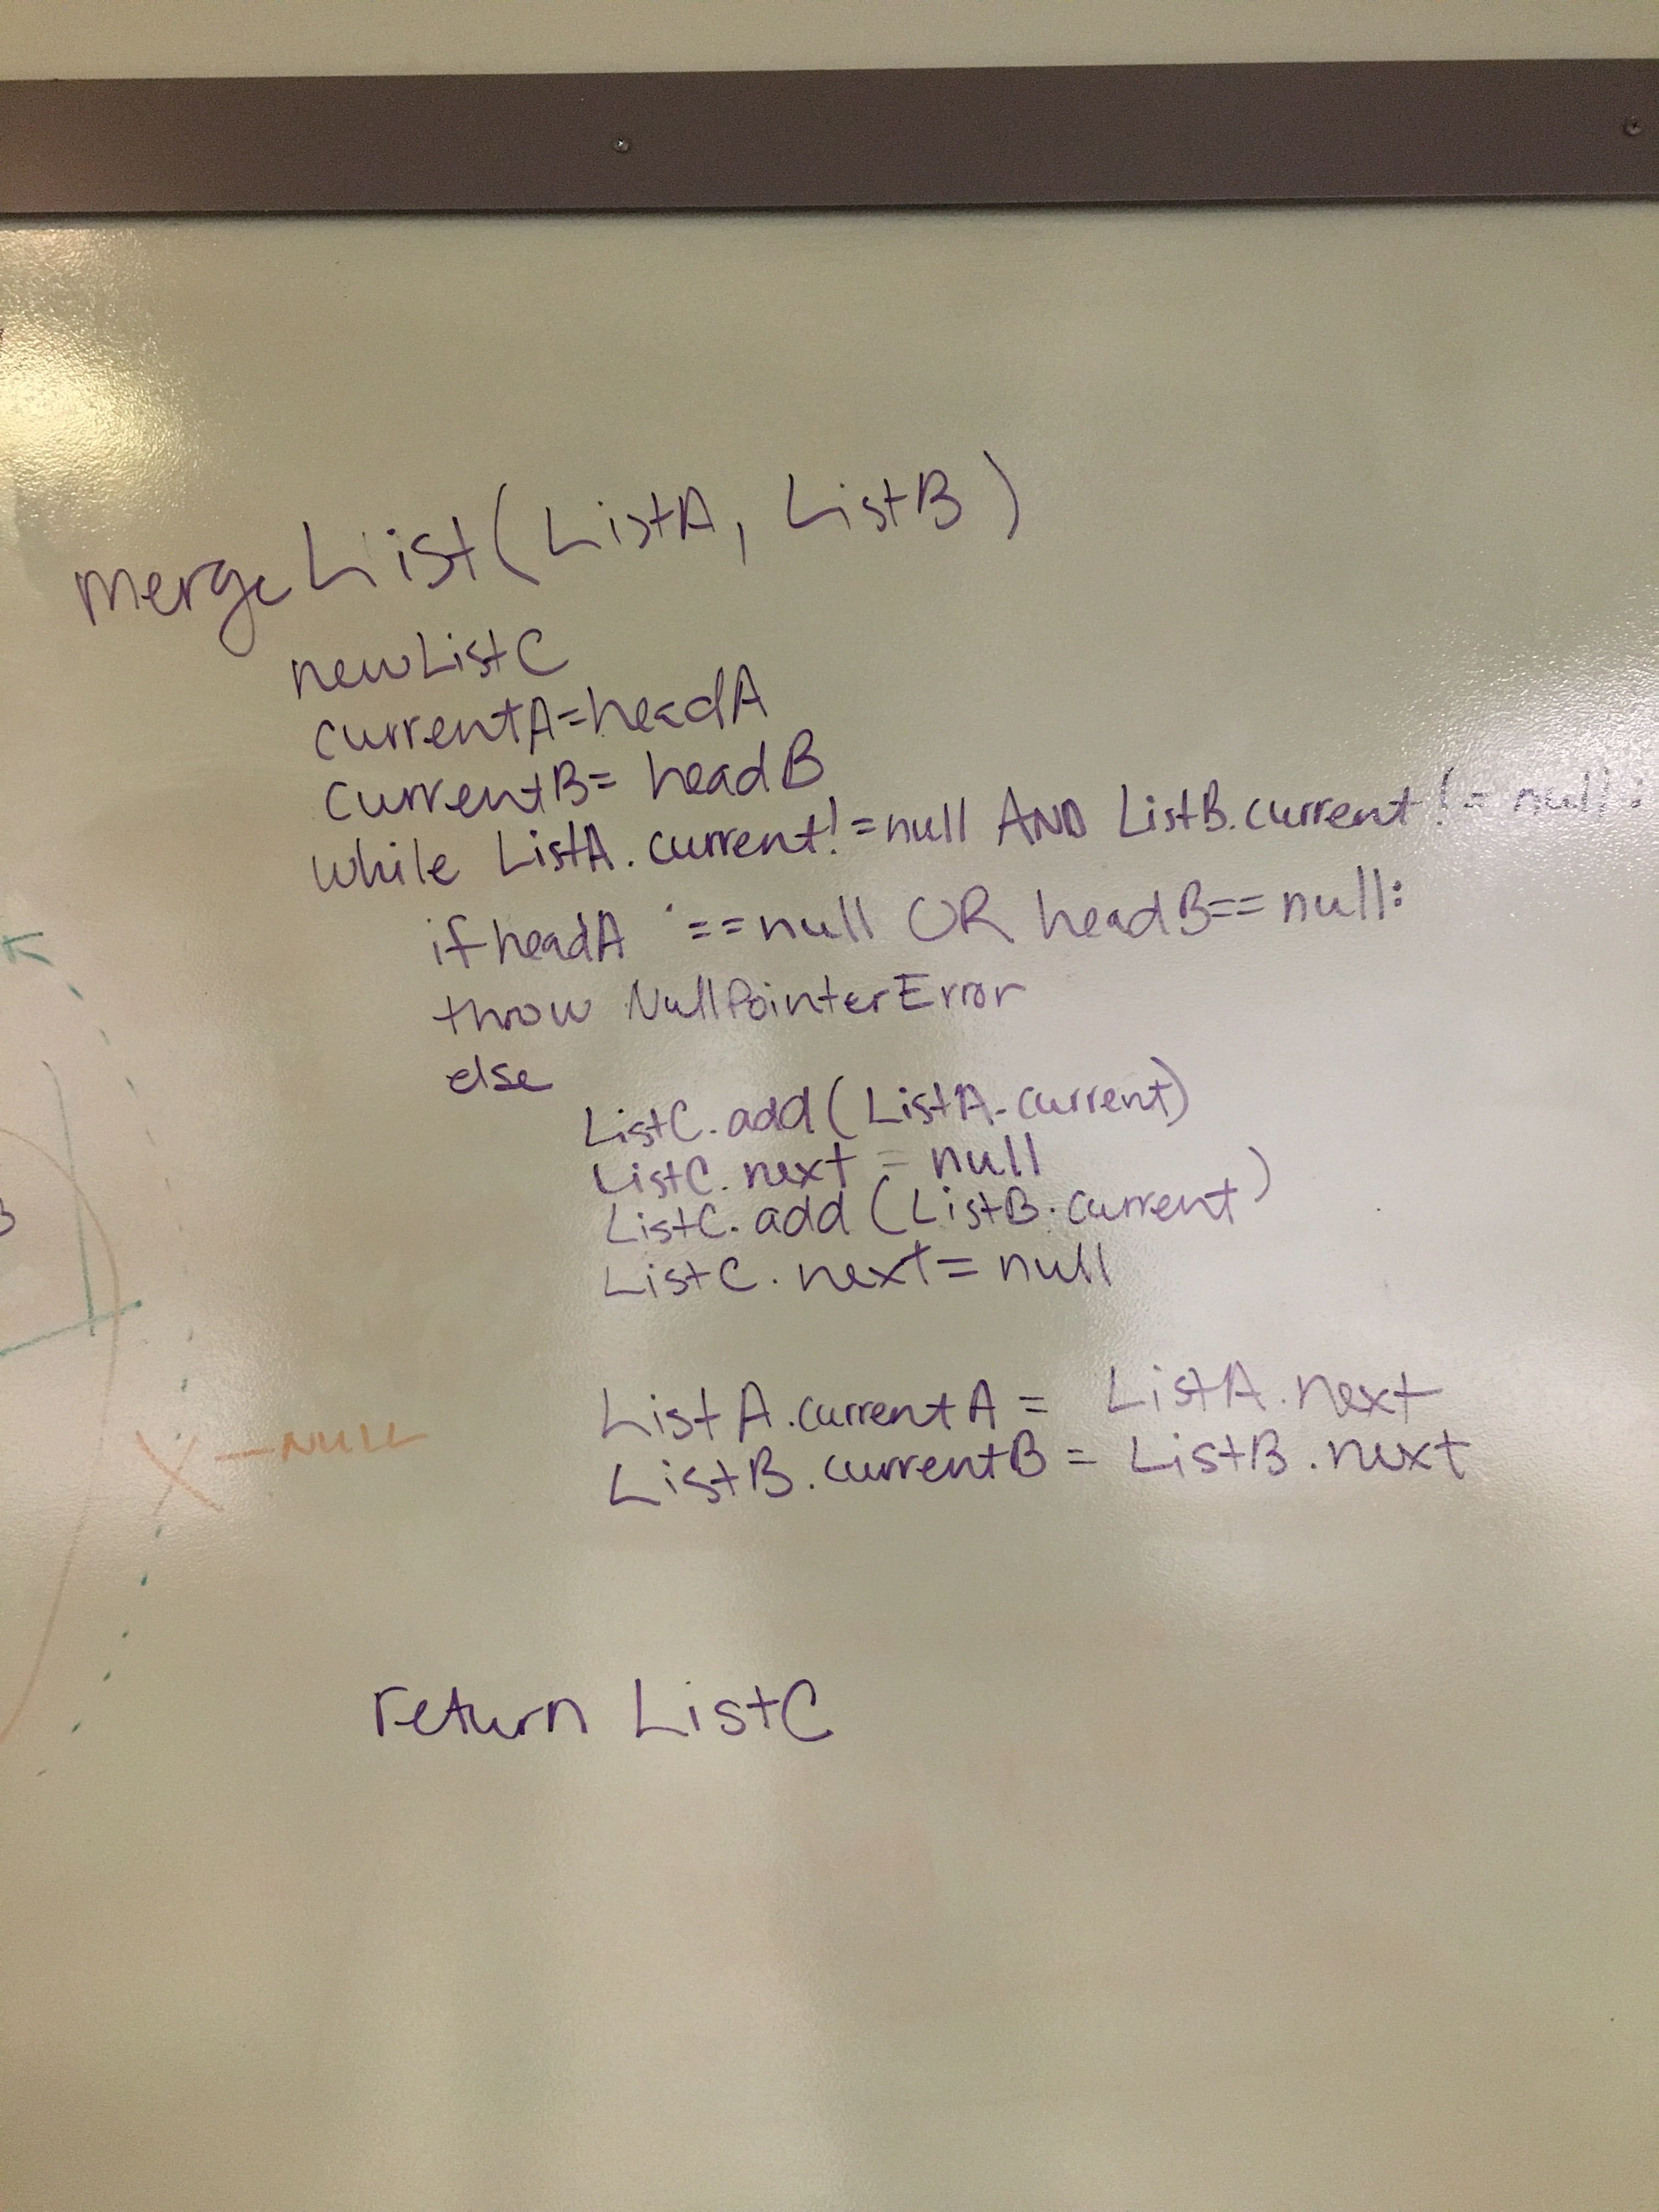 mergeList(ListA, ListB)
newListC
currentA=headA
currentB= headB
while ListA.current!=null AND ListB.current!= null:
if headA ==null OR headB==null:
throw NullPointerError
else
ListC.add(ListA.current)
ListC.next = null
ListC.add(ListB.current)
ListC.next=null
ListA.currentA = ListA.next
ListB.currentB = ListB.next
X-NULL
return ListC